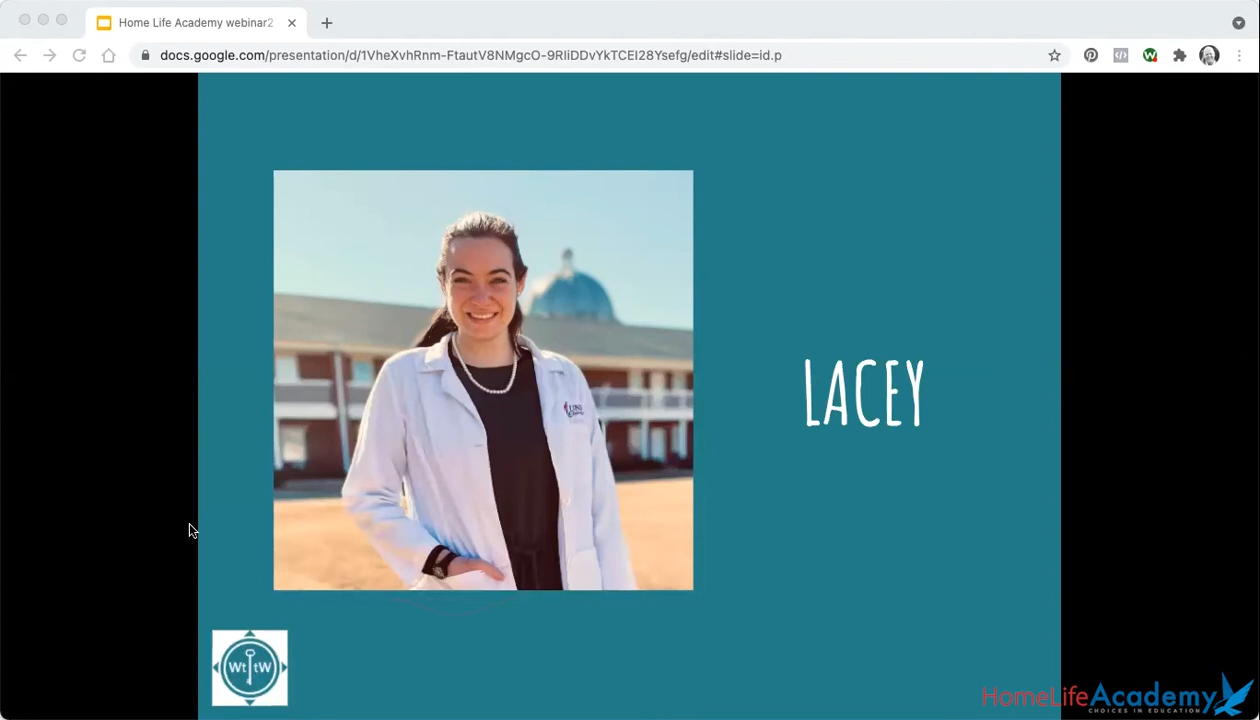 Home Life Academy webinar2
docs.google.com/presentation/d/1VheXvhRnm-FtautV8NMgcO-9RIiDDvYkTCEI28Ysefg/edit#slide=id.p
LACEY
WttW
HomeLifeAcademy
CHOICES IN EDUCATION